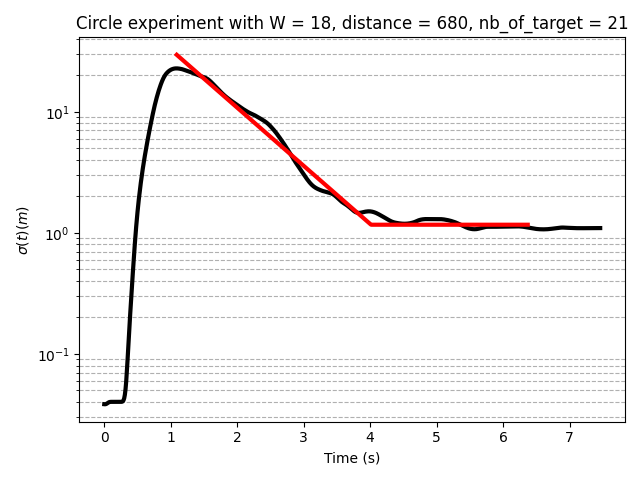 Circle experiment with W = 18, distance = 680, nb_of_target = 21
σ(t)(m)
10¹
10⁰
10⁻¹
0 1 2 3 4 5 6 7
Time (s)